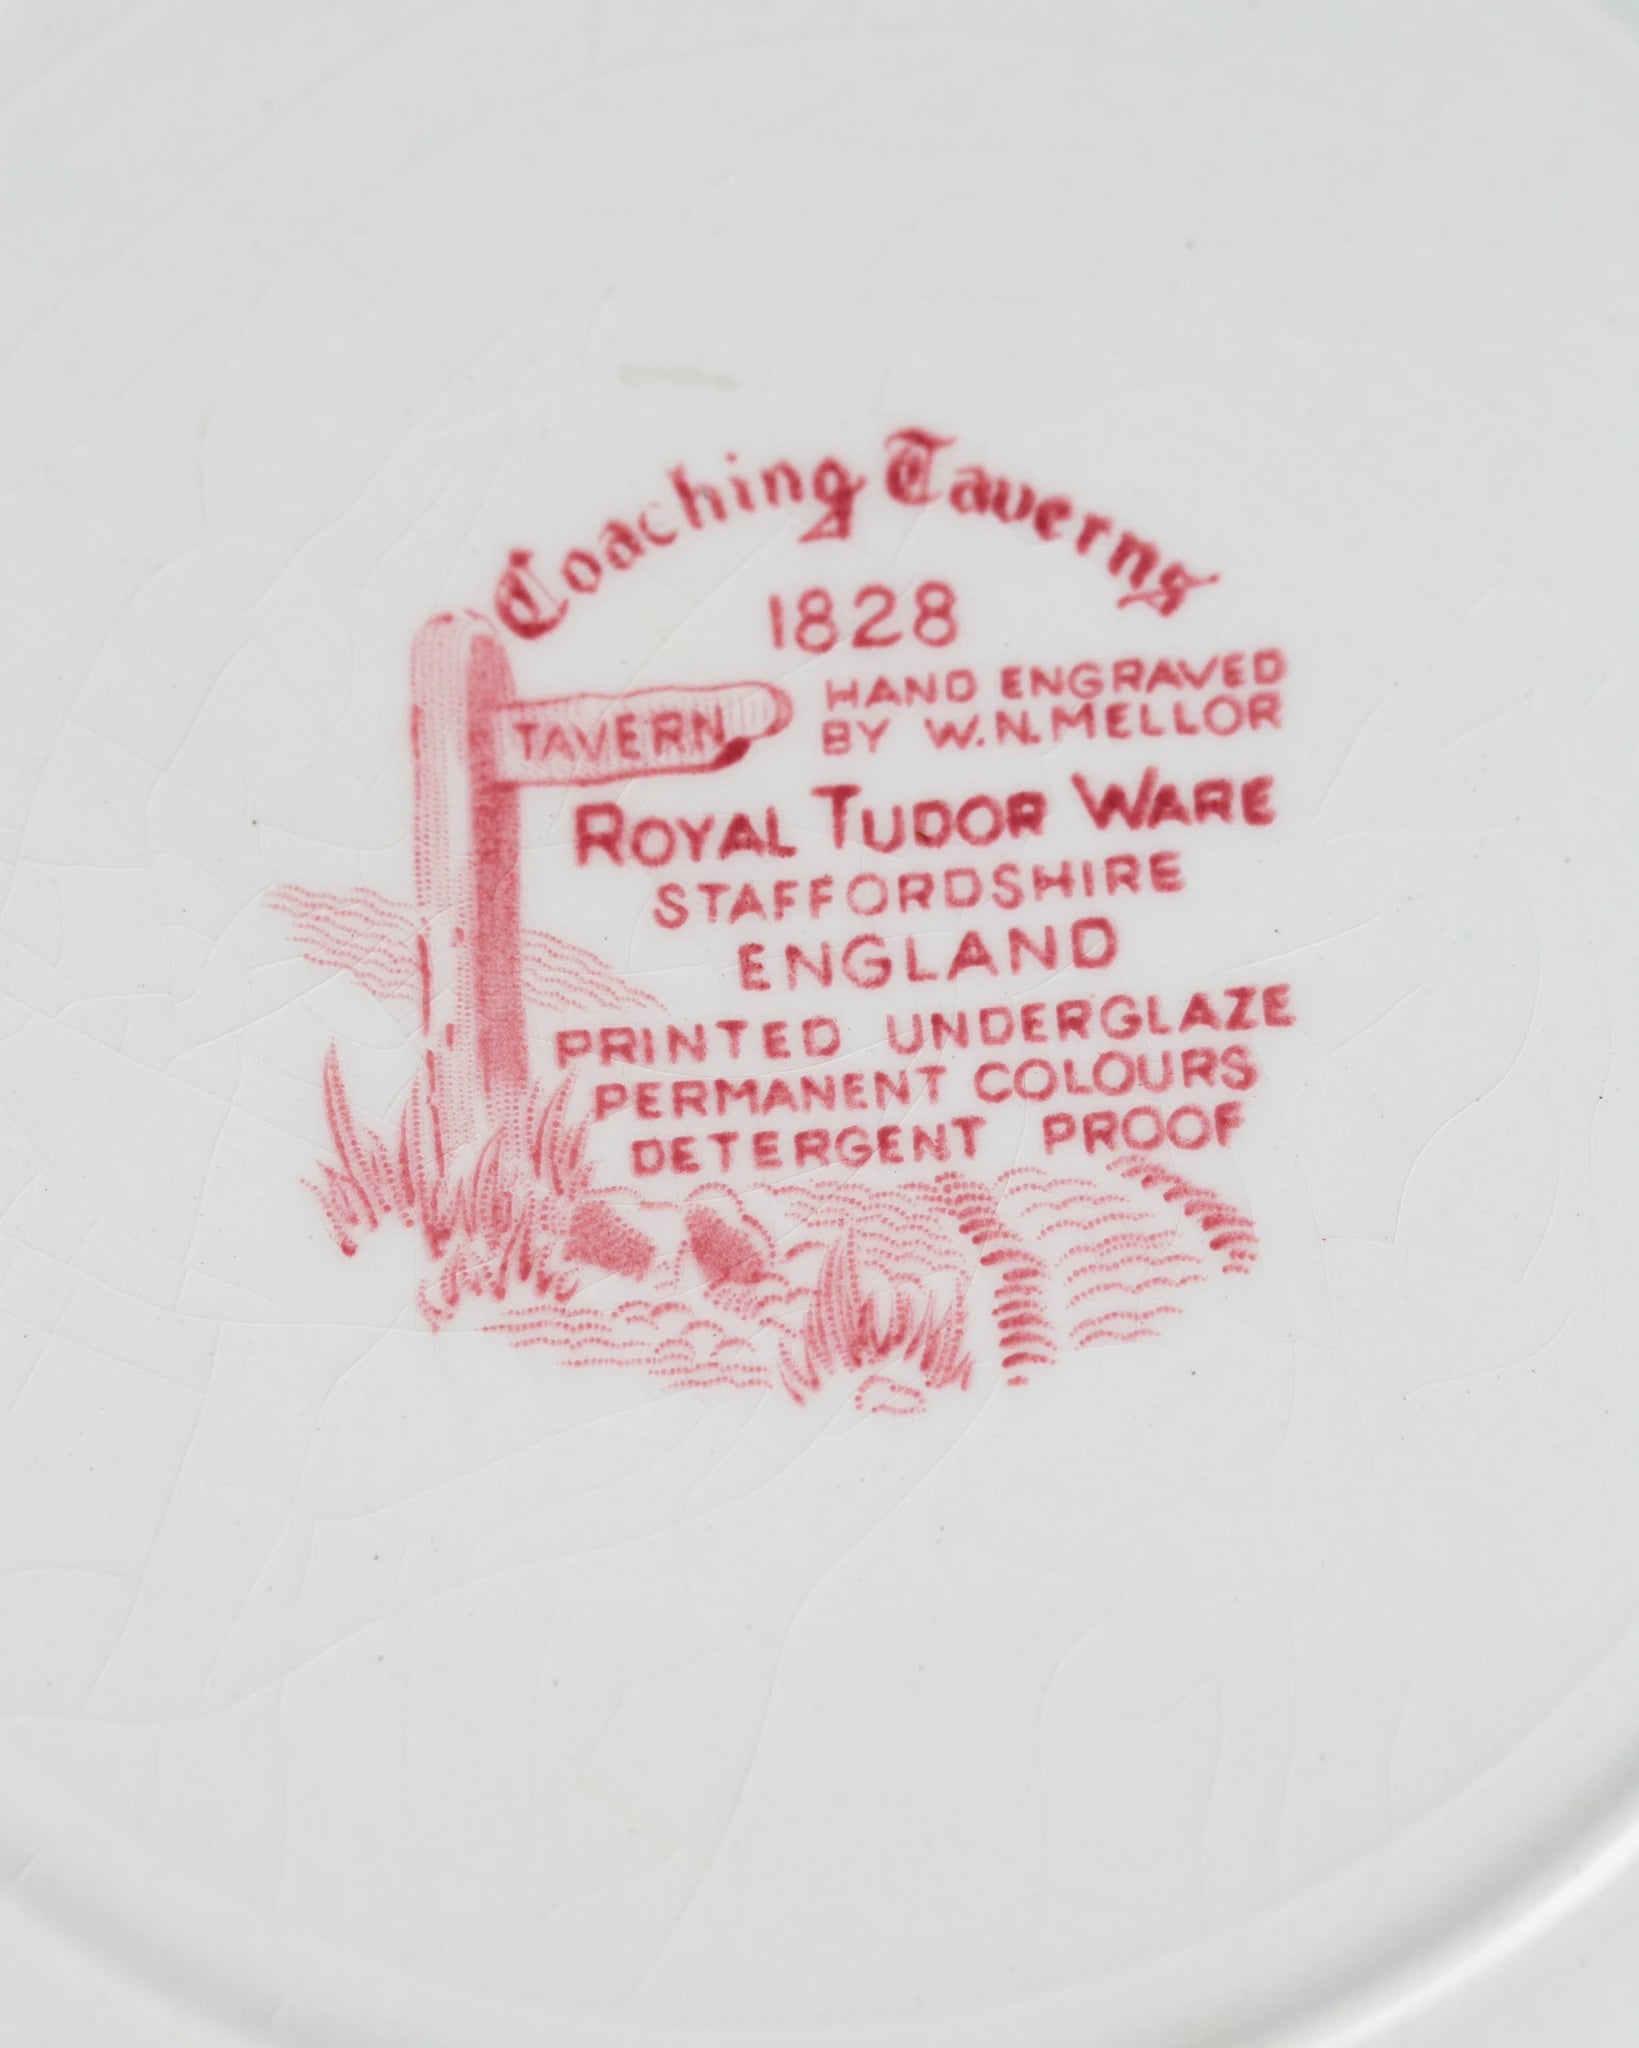 Coaching Taverns
1828
TAVERN
HAND ENGRAVED
BY W.N.MELLOR
ROYAL TUDOR WARE
STAFFORDSHIRE
ENGLAND
PRINTED UNDERGLAZE
PERMANENT COLOURS
DETERGENT PROOF